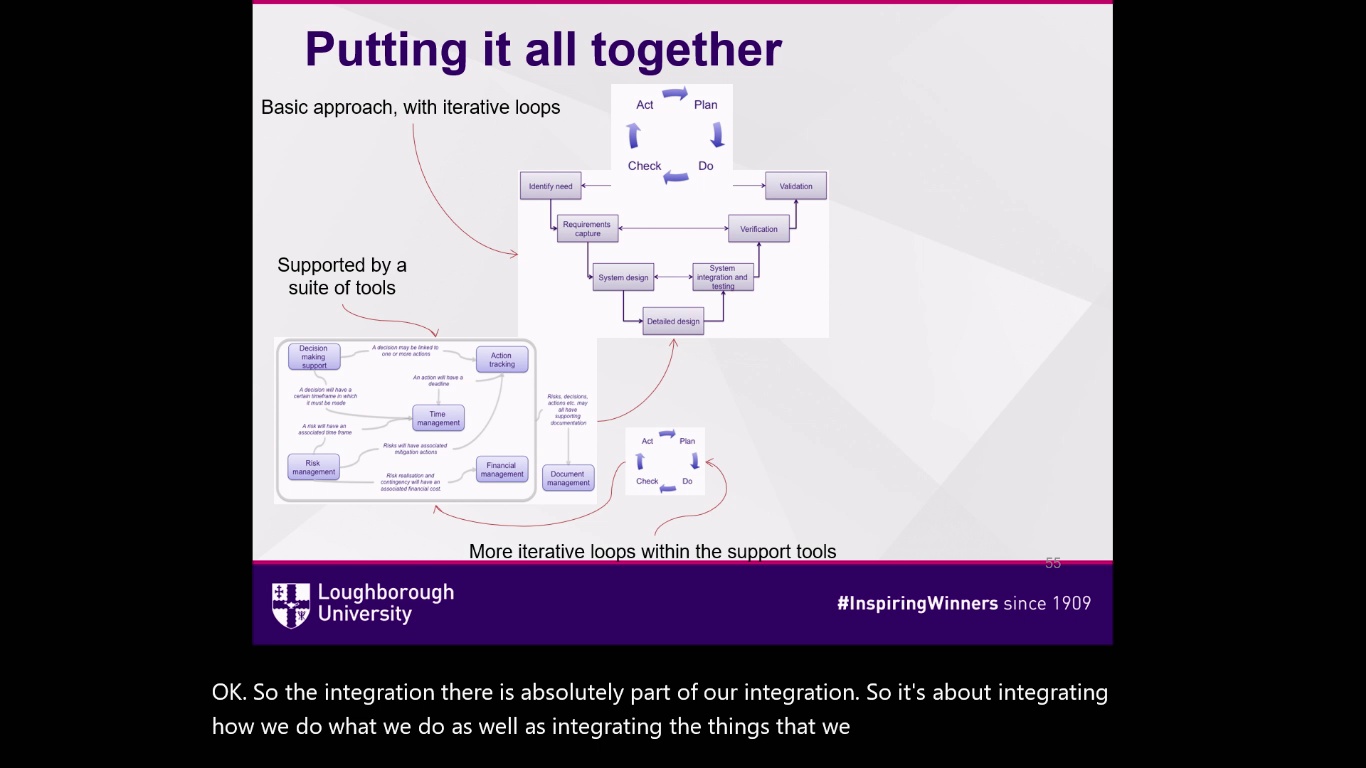 Putting it all together
Basic approach, with iterative loops
Act
Plan
Check
Do
Identify need
Validation
Requirements
capture
Verification
System design
System
integration and
testing
Detailed design
Supported by a
suite of tools
Decision
making
support
A decision may be linked to
one or more actions
Action
tracking
An action will have a
deadline
A decision will have a
certain timeframe in which
it must be made
Time
management
A risk will have an
associated time frame
Risks will have associated
mitigation actions
Risk
management
Risk realisation and
contingency will have an
associated financial cost.
Financial
management
Risks, decisions,
actions etc. may
all have
supporting
documentation
Document
management
Act
Plan
Check
Do
More iterative loops within the support tools
55
Loughborough
University
#InspiringWinners since 1909
OK. So the integration there is absolutely part of our integration. So it's about integrating
how we do what we do as well as integrating the things that we